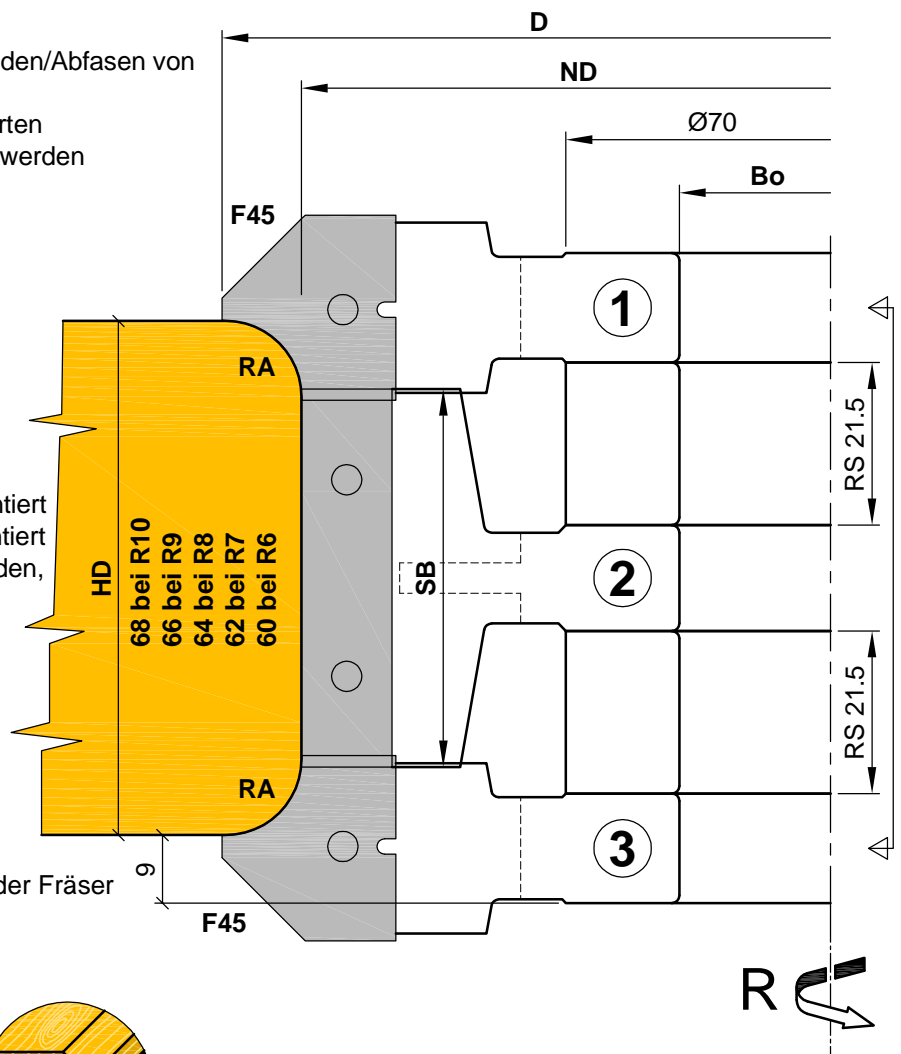 D
den/Abfasen von
ND
rten
werden
Ø70
Bo
F45
1
RA
RS 21.5
ntiert
ntiert
den,
HD
68 bei R10
66 bei R9
64 bei R8
62 bei R7
60 bei R6
SB
2
RS 21.5
RA
3
9
der Fräser
F45
R